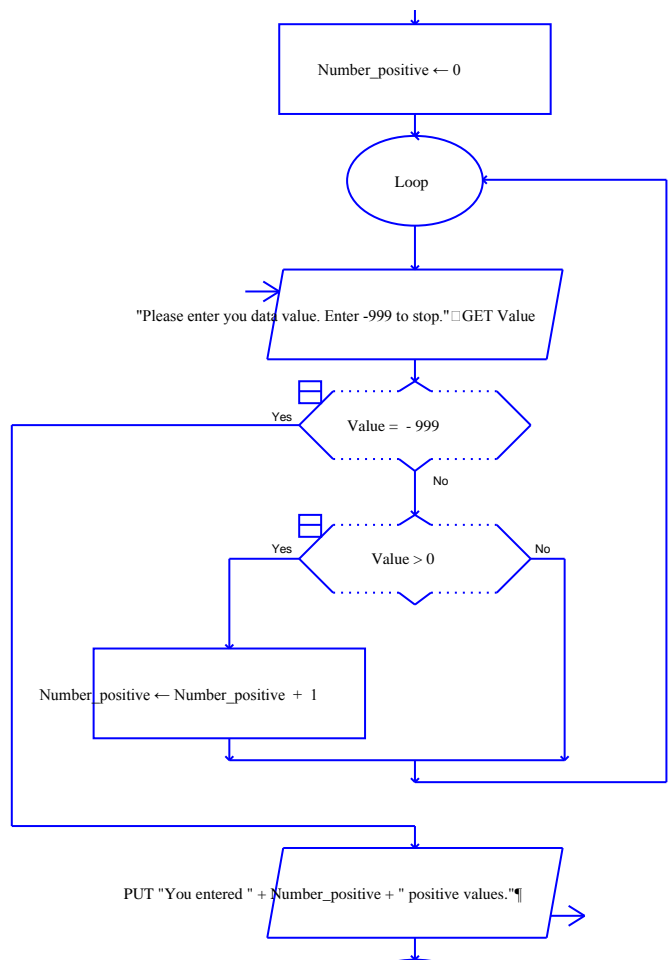 Number_positive ← 0
Loop
"Please enter you data value. Enter -999 to stop."□GET Value
Yes
Value = - 999
No
Yes
Value > 0
No
Number_positive ← Number_positive + 1
PUT "You entered " + Number_positive + " positive values."¶